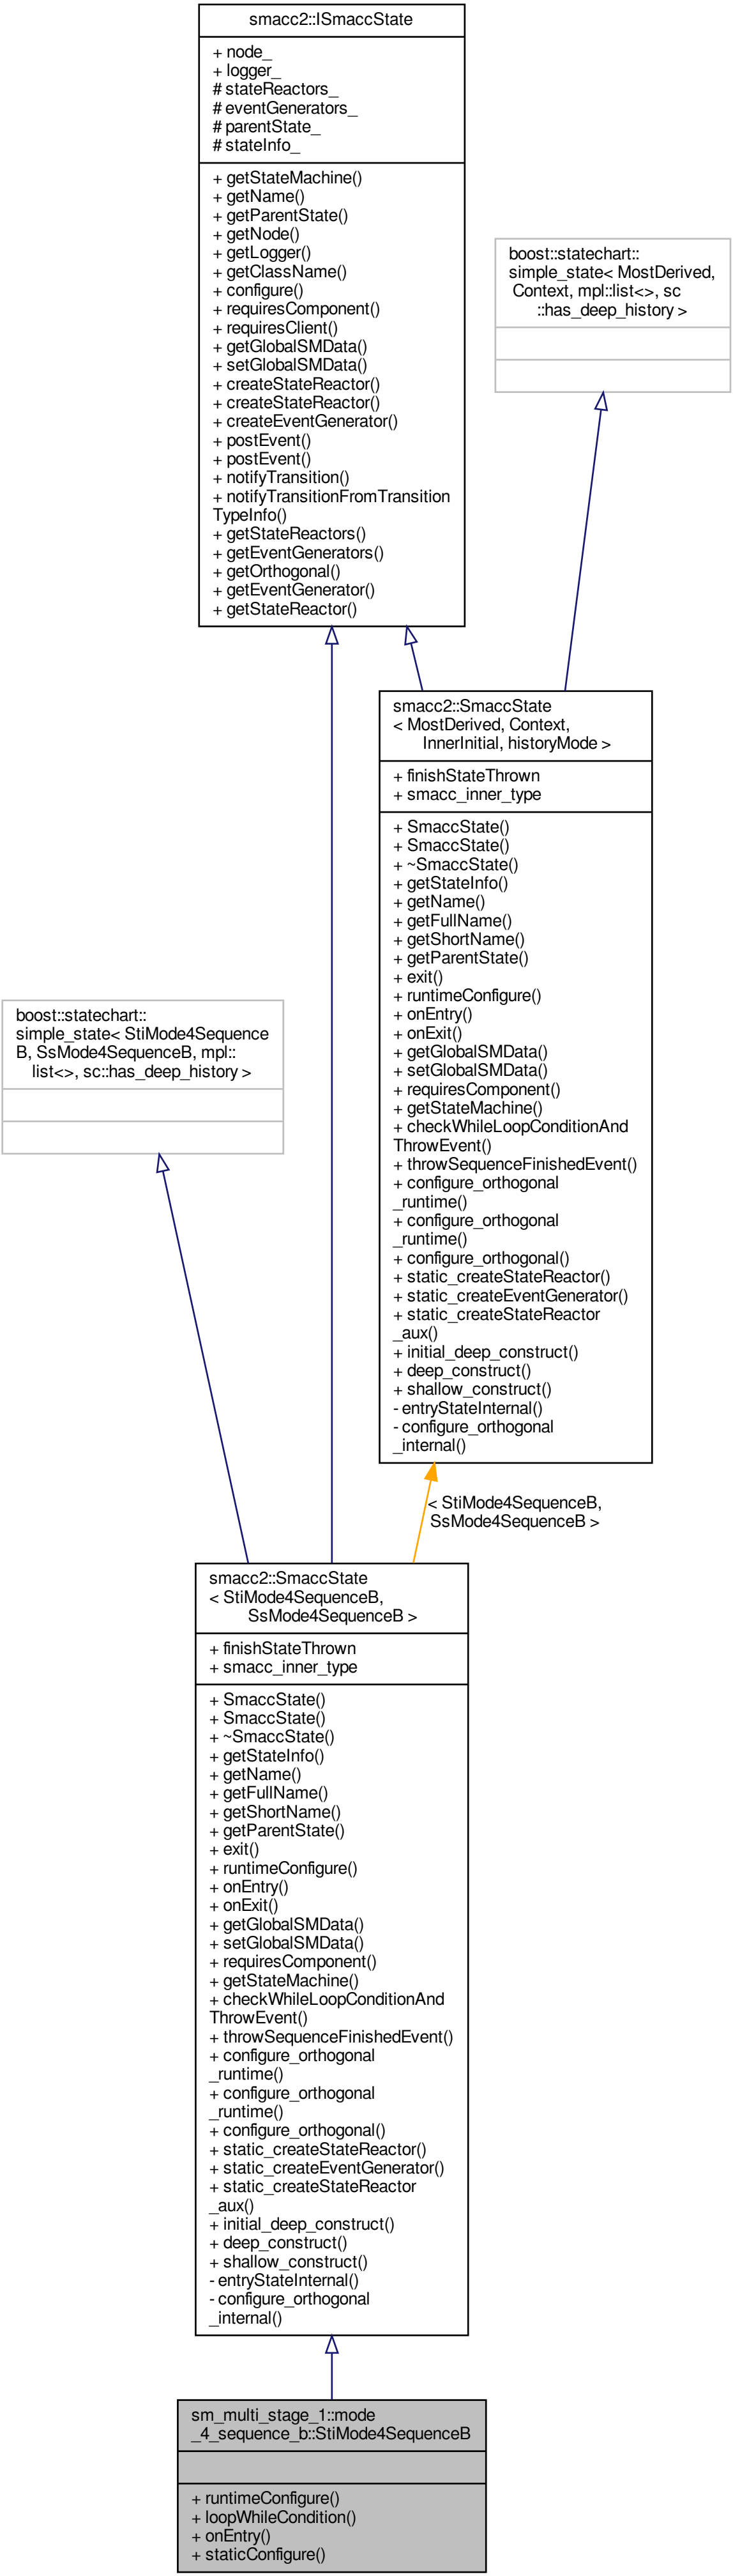 smacc2::ISmaccState
+ node_
+ logger_
# stateReactors_
# eventGenerators_
# parentState_
# stateInfo_
+ getStateMachine()
+ getName()
+ getParentState()
+ getNode()
+ getLogger()
+ getClassName()
+ configure()
+ requiresComponent()
+ requiresClient()
+ getGlobalSMData()
+ setGlobalSMData()
+ createStateReactor()
+ createStateReactor()
+ createEventGenerator()
+ postEvent()
+ postEvent()
+ notifyTransition()
+ notifyTransitionFromTransition
TypeInfo()
+ getStateReactors()
+ getEventGenerators()
+ getOrthogonal()
+ getEventGenerator()
+ getStateReactor()
boost::statechart::
simple_state< MostDerived,
Context, mpl::list<>, sc
::has_deep_history >
smacc2::SmaccState
< MostDerived, Context,
InnerInitial, historyMode >
+ finishStateThrown
+ smacc_inner_type
+ SmaccState()
+ SmaccState()
+ ~SmaccState()
+ getStateInfo()
+ getName()
+ getFullName()
+ getShortName()
+ getParentState()
+ exit()
+ runtimeConfigure()
+ onEntry()
+ onExit()
+ getGlobalSMData()
+ setGlobalSMData()
+ requiresComponent()
+ getStateMachine()
+ checkWhileLoopConditionAnd
ThrowEvent()
+ throwSequenceFinishedEvent()
+ configure_orthogonal
_runtime()
+ configure_orthogonal
_runtime()
+ configure_orthogonal()
+ static_createStateReactor()
+ static_createEventGenerator()
+ static_createStateReactor
_aux()
+ initial_deep_construct()
+ deep_construct()
+ shallow_construct()
- entryStateInternal()
- configure_orthogonal
_internal()
boost::statechart::
simple_state< StiMode4Sequence
B, SsMode4SequenceB, mpl::
list<>, sc::has_deep_history >
< StiMode4SequenceB,
SsMode4SequenceB >
smacc2::SmaccState
< StiMode4SequenceB,
SsMode4SequenceB >
+ finishStateThrown
+ smacc_inner_type
+ SmaccState()
+ SmaccState()
+ ~SmaccState()
+ getStateInfo()
+ getName()
+ getFullName()
+ getShortName()
+ getParentState()
+ exit()
+ runtimeConfigure()
+ onEntry()
+ onExit()
+ getGlobalSMData()
+ setGlobalSMData()
+ requiresComponent()
+ getStateMachine()
+ checkWhileLoopConditionAnd
ThrowEvent()
+ throwSequenceFinishedEvent()
+ configure_orthogonal
_runtime()
+ configure_orthogonal
_runtime()
+ configure_orthogonal()
+ static_createStateReactor()
+ static_createEventGenerator()
+ static_createStateReactor
_aux()
+ initial_deep_construct()
+ deep_construct()
+ shallow_construct()
- entryStateInternal()
- configure_orthogonal
_internal()
sm_multi_stage_1::mode
_4_sequence_b::StiMode4SequenceB
+ runtimeConfigure()
+ loopWhileCondition()
+ onEntry()
+ staticConfigure()